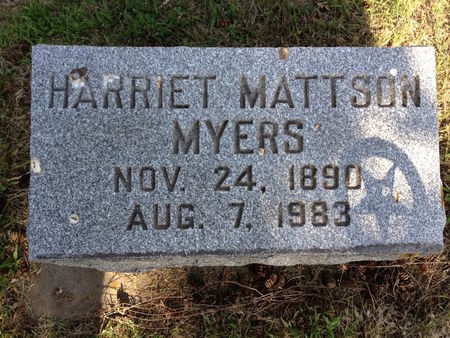 HARRIET MATTSON
MYERS
NOV. 24, 1890
AUG. 7, 1983